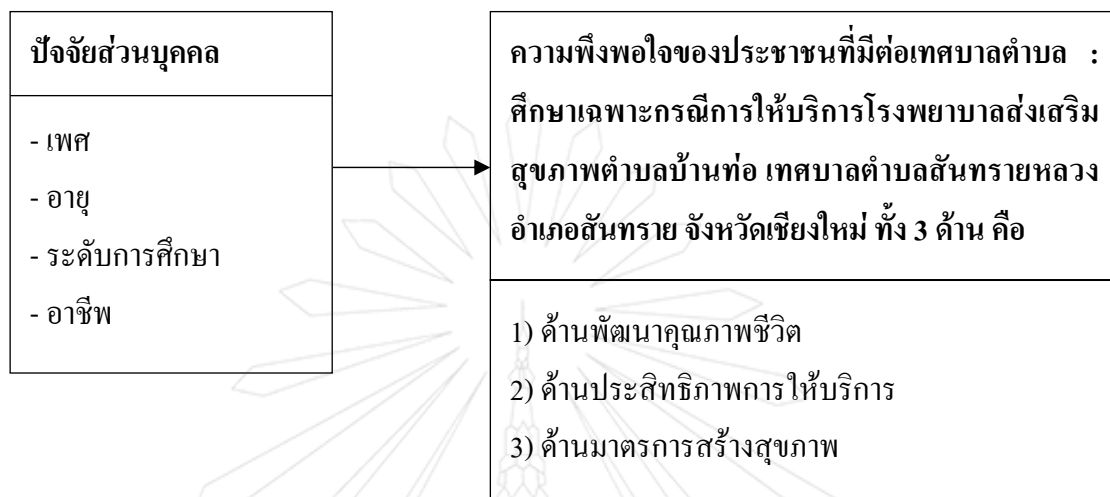 ปัจจัยส่วนบุคคล
- เพศ
- อายุ
- ระดับการศึกษา
- อาชีพ
ความพึงพอใจของประชาชนที่มีต่อเทศบาลตำบล :
ศึกษาเฉพาะกรณีการให้บริการโรงพยาบาลส่งเสริม
สุขภาพตำบลบ้านท่อ เทศบาลตำบลสันทรายหลวง
อำเภอสันทราย จังหวัดเชียงใหม่ ทั้ง 3 ด้าน คือ
1) ด้านพัฒนาคุณภาพชีวิต
2) ด้านประสิทธิภาพการให้บริการ
3) ด้านมาตรการสร้างสุขภาพ